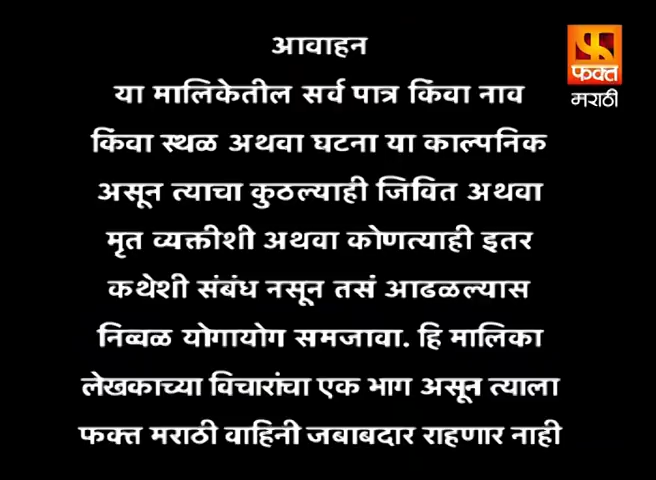 आवाहन
या मालिकेतील सर्व पात्र किंवा नाव
किंवा स्थळ अथवा घटना या काल्पनिक
असून त्याचा कुठल्याही जिवित अथवा
मृत व्यक्तीशी अथवा कोणत्याही इतर
कथेशी संबंध नसून तसं आढळल्यास
निव्वळ योगायोग समजावा. हि मालिका
लेखकाच्या विचारांचा एक भाग असून त्याला
फक्त मराठी वाहिनी जबाबदार राहणार नाही
फक्त
मराठी